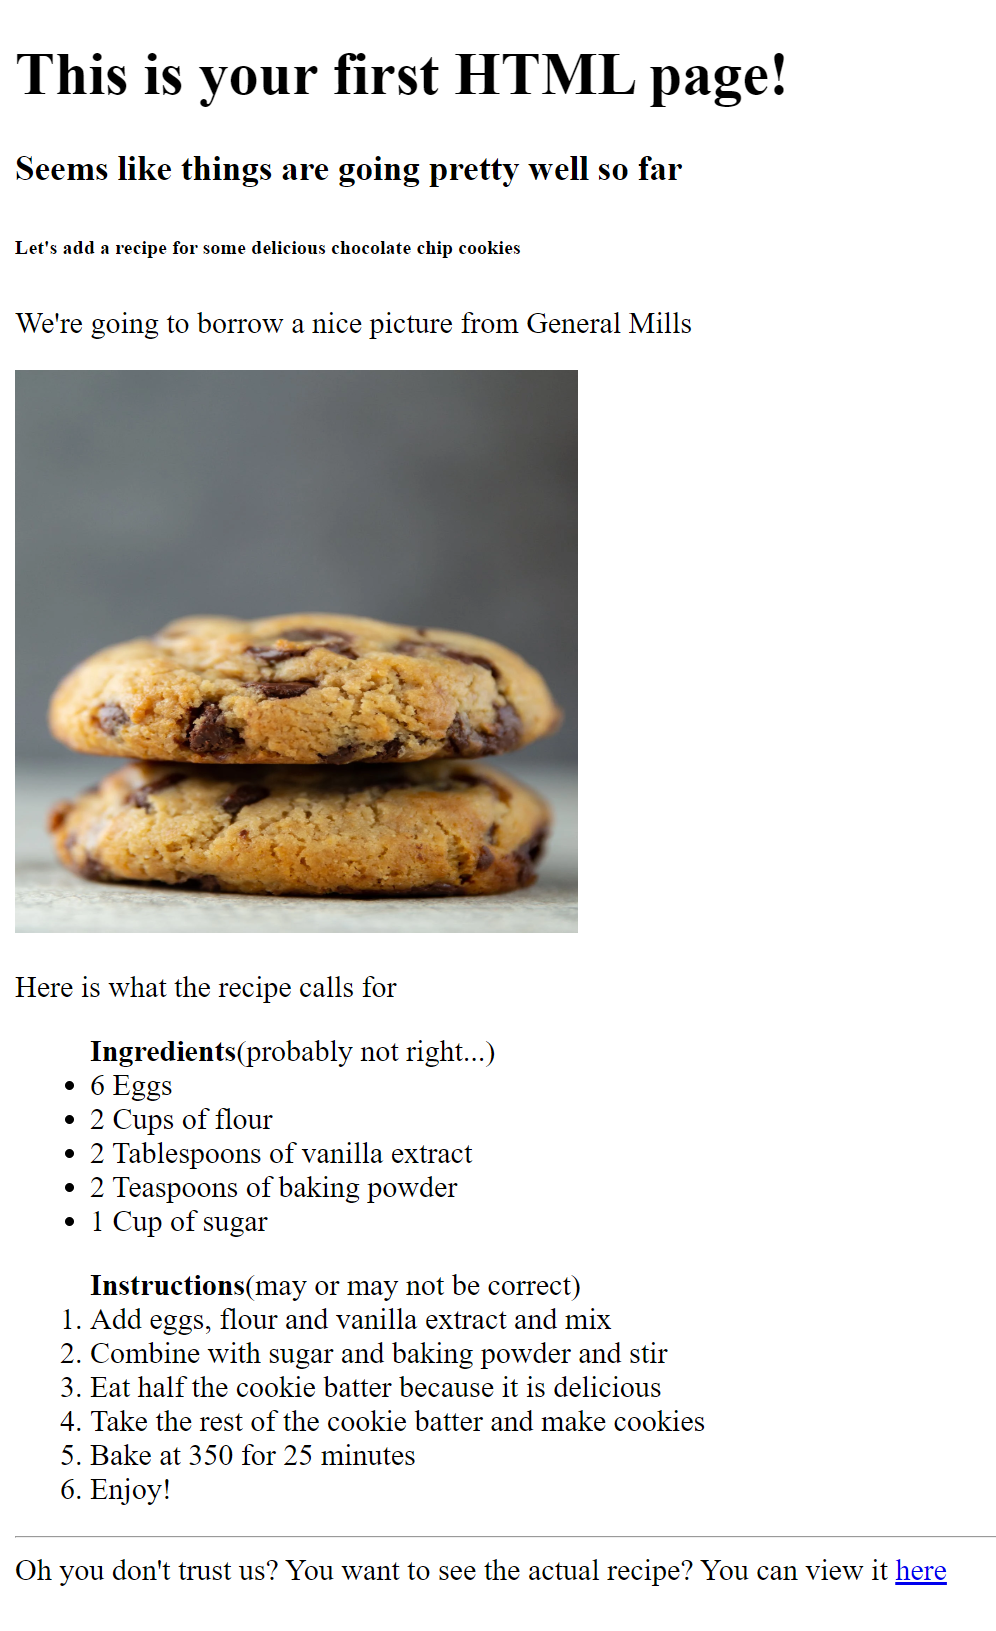 This is your first HTML page!
Seems like things are going pretty well so far
Let's add a recipe for some delicious chocolate chip cookies
We're going to borrow a nice picture from General Mills
Here is what the recipe calls for
Ingredients(probably not right...)
• 6 Eggs
• 2 Cups of flour
• 2 Tablespoons of vanilla extract
• 2 Teaspoons of baking powder
• 1 Cup of sugar
Instructions(may or may not be correct)
1. Add eggs, flour and vanilla extract and mix
2. Combine with sugar and baking powder and stir
3. Eat half the cookie batter because it is delicious
4. Take the rest of the cookie batter and make cookies
5. Bake at 350 for 25 minutes
6. Enjoy!
Oh you don't trust us? You want to see the actual recipe? You can view it here